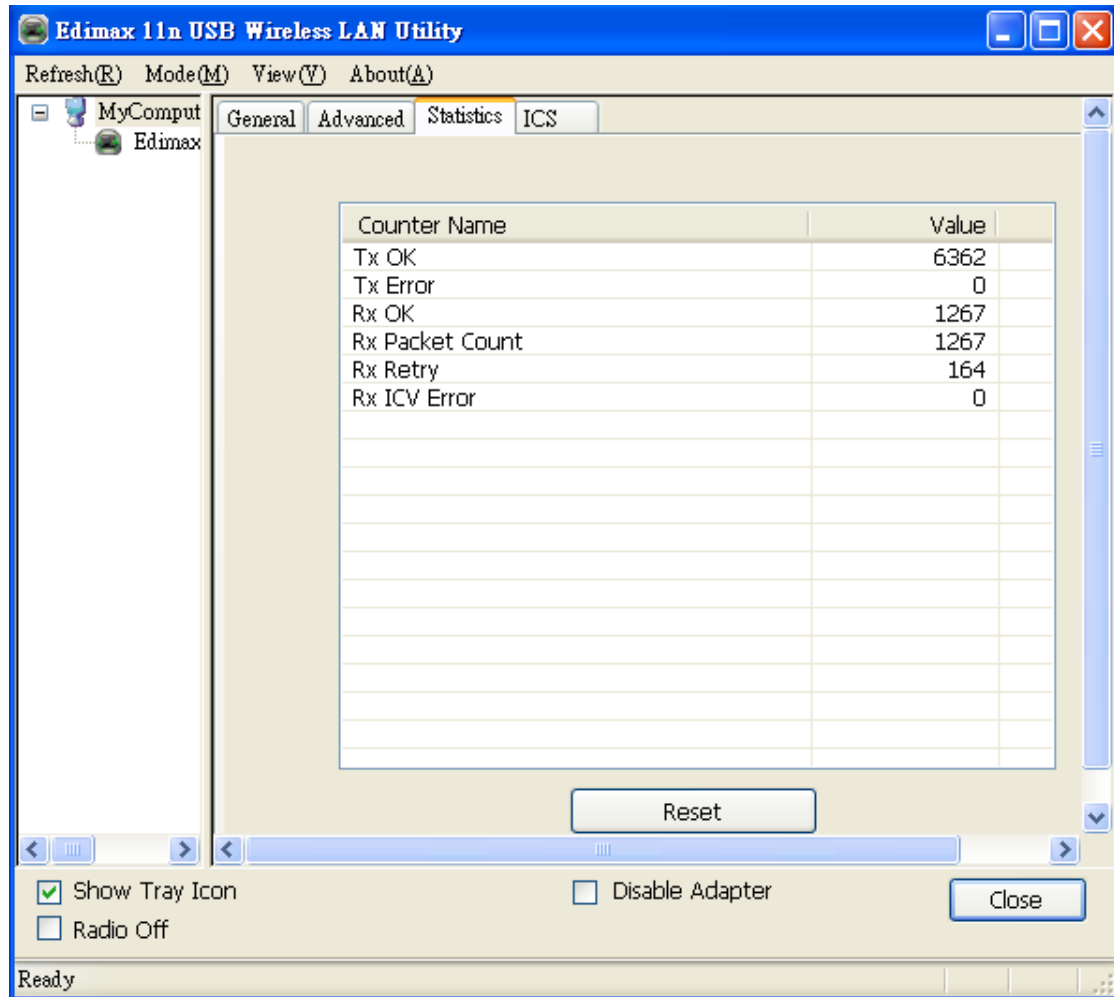 Edimax 11n USB Wireless LAN Utility
Refresh(R) Mode(M) View(V) About(A)
MyComput
Edimax
General Advanced Statistics ICS
Counter Name Value
Tx OK 6362
Tx Error 0
Rx OK 1267
Rx Packet Count 1267
Rx Retry 164
Rx ICV Error 0
Reset
Show Tray Icon Disable Adapter Close
Radio Off
Ready